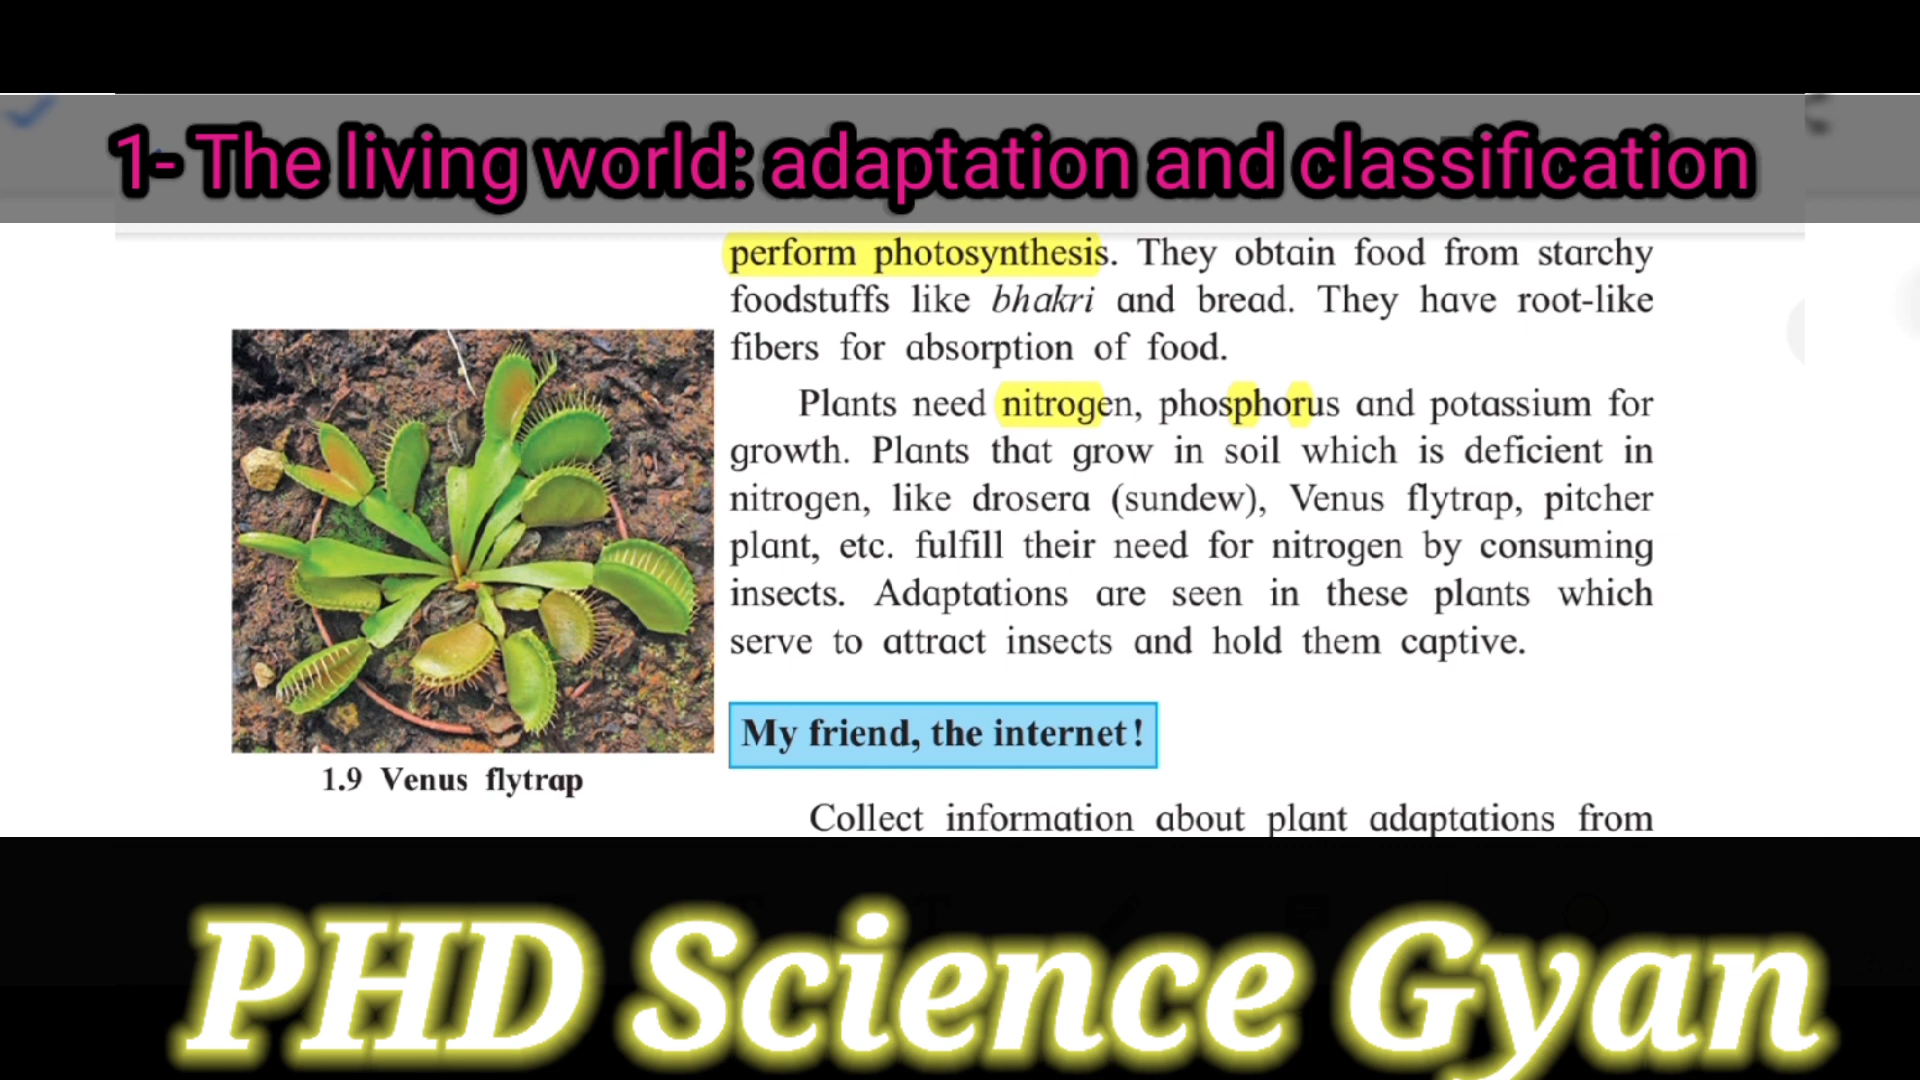 1- The living world: adaptation and classification
perform photosynthesis. They obtain food from starchy
foodstuffs like bhakri and bread. They have root-like
fibers for absorption of food.
Plants need nitrogen, phosphorus and potassium for
growth. Plants that grow in soil which is deficient in
nitrogen, like drosera (sundew), Venus flytrap, pitcher
plant, etc. fulfill their need for nitrogen by consuming
insects. Adaptations are seen in these plants which
serve to attract insects and hold them captive.
1.9 Venus flytrap
My friend, the internet!
Collect information about plant adaptations from
PHD Science Gyan